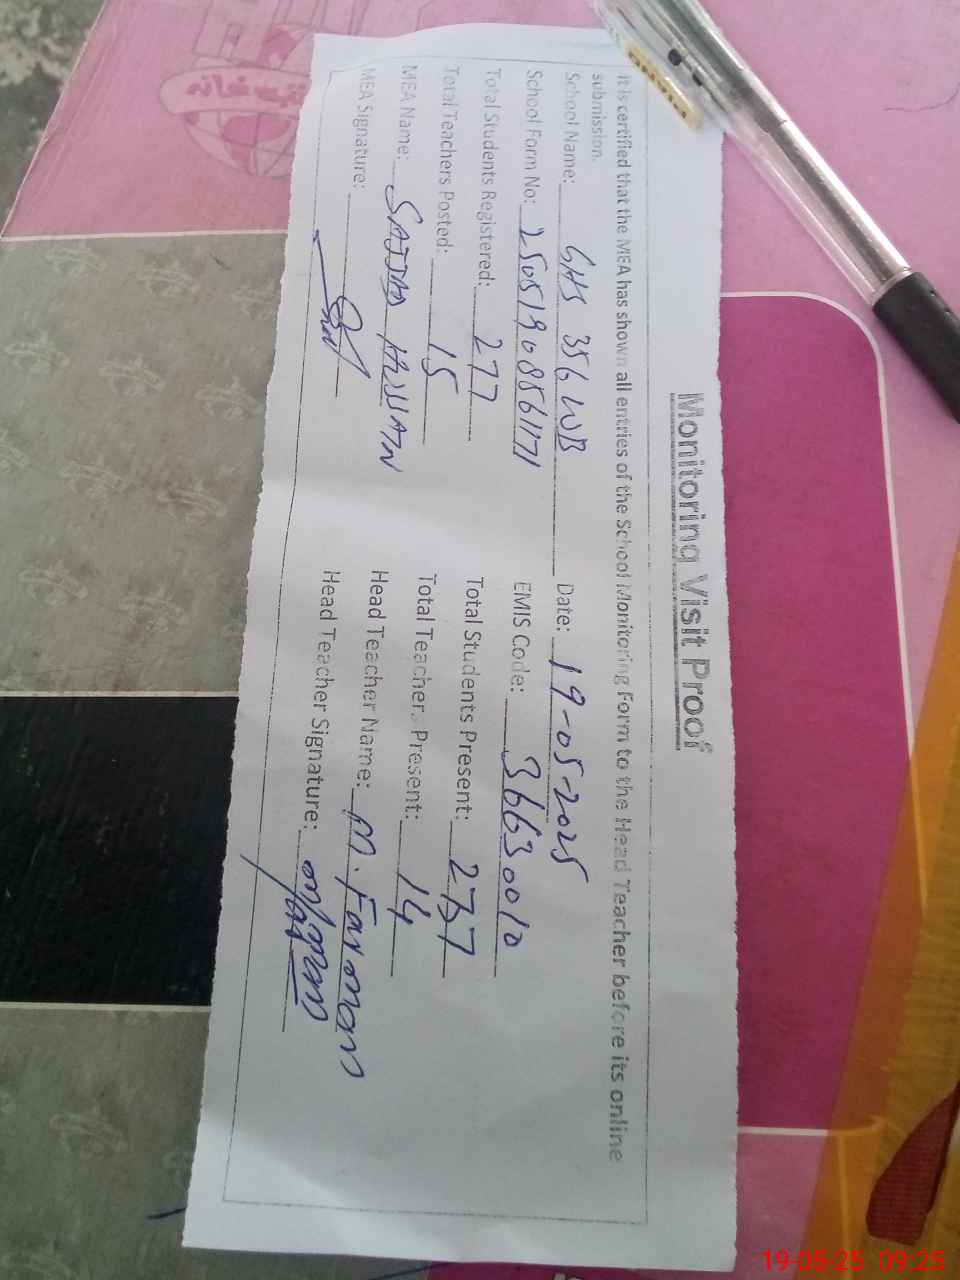 Monitoring Visit Proof
It is certified that the MEA has shown all entries of the School Monitoring Form to the Head Teacher before its online
submission.
School Name: GHS 356 WB Date: 19-05-2025
School Form No: 250519088561171 EMIS Code: 36630010
Total Students Registered: 277 Total Students Present: 237
Total Teachers Posted: 15 Total Teachers Present: 14
MEA Name: SAJJAD HUSSAIN Head Teacher Name: M. Farman
MEA Signature: Head Teacher Signature:
19-05-25 09:25